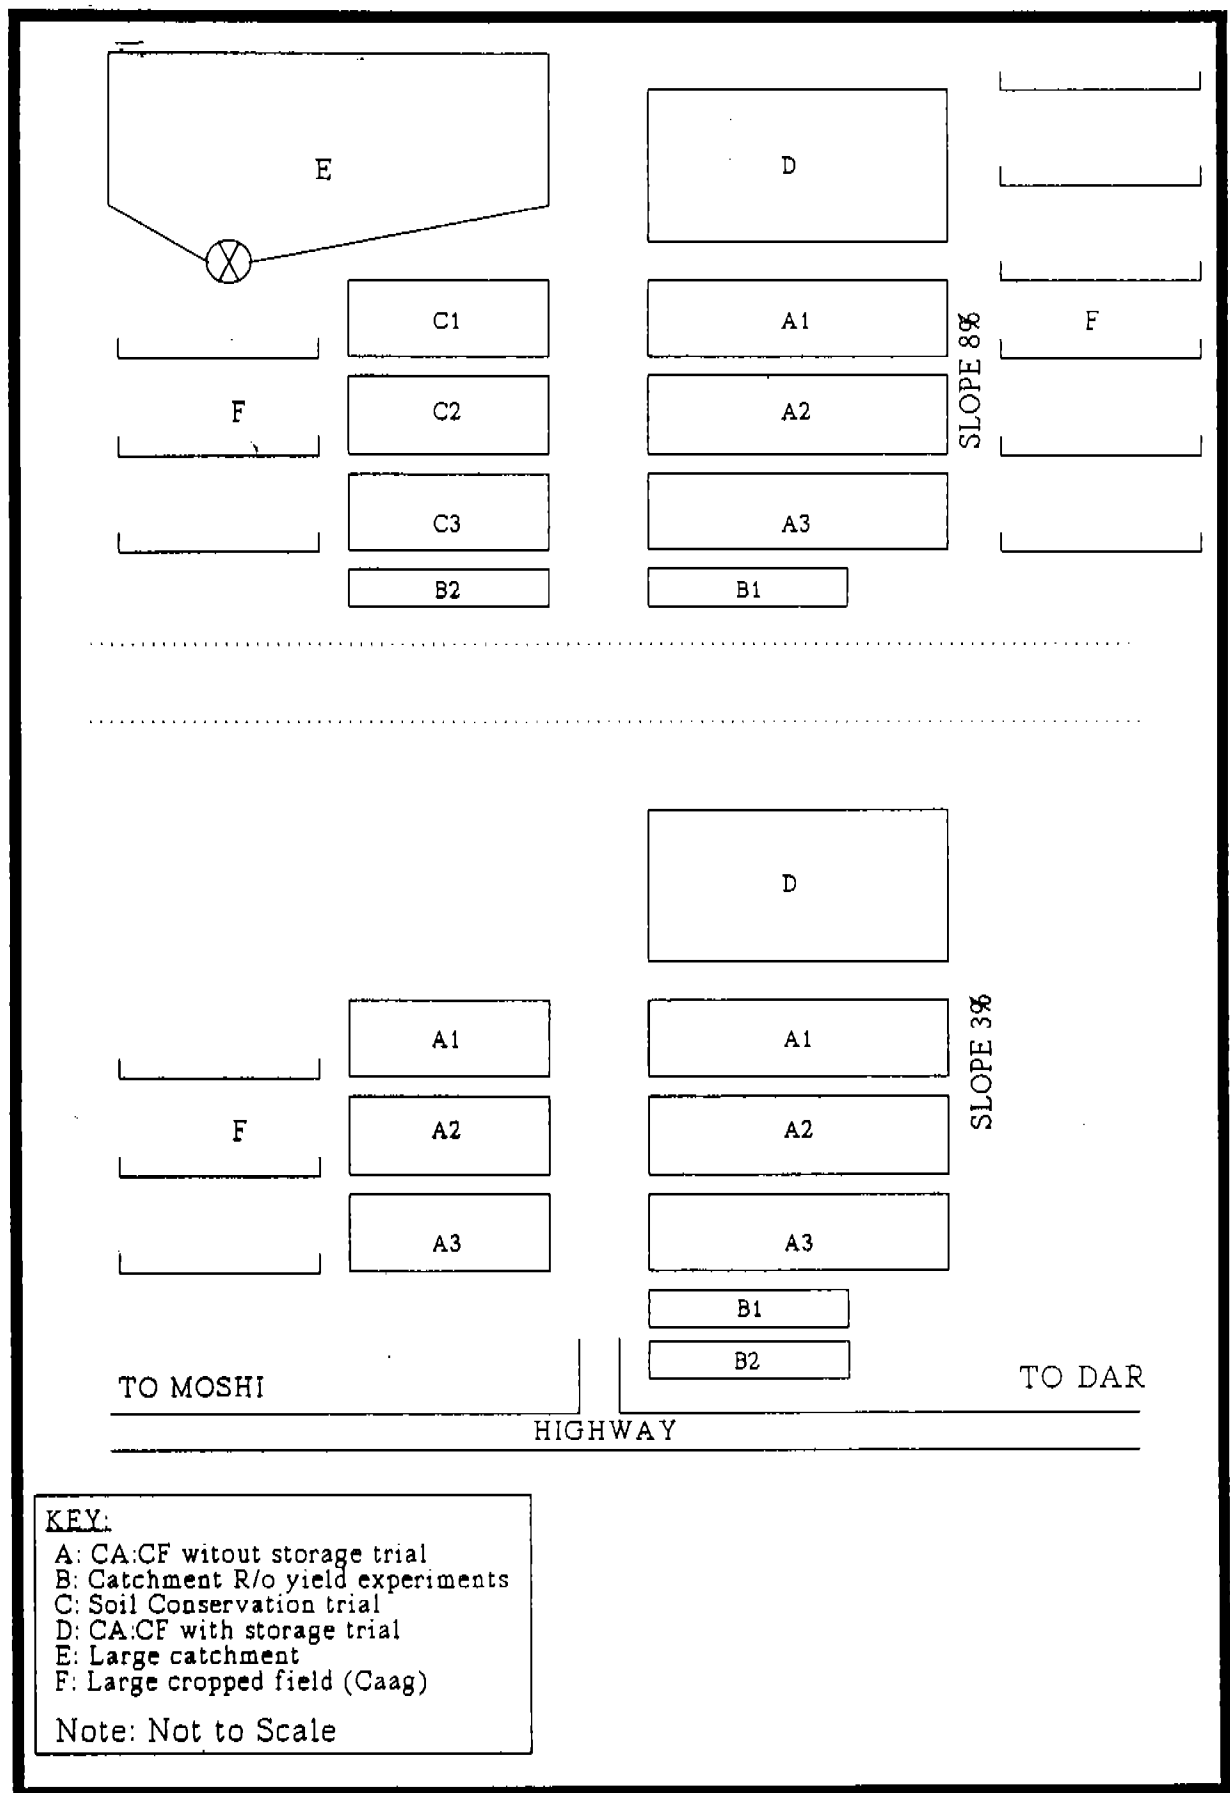 E
D
C1
A1
SLOPE 8%
F
F
C2
A2
C3
A3
B2
B1
D
A1
A1
SLOPE 3%
F
A2
A2
A3
A3
B1
B2
TO MOSHI
TO DAR
HIGHWAY
KEY:
A: CA:CF witout storage trial
B: Catchment R/o yield experiments
C: Soil Conservation trial
D: CA:CF with storage trial
E: Large catchment
F: Large cropped field (Caag)
Note: Not to Scale